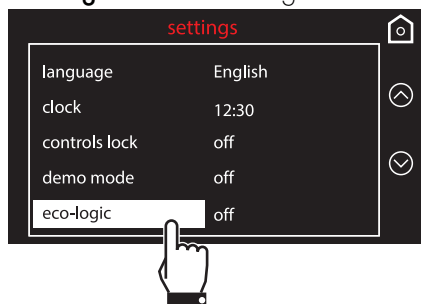 settings
language English
clock 12:30
controls lock off
demo mode off
eco-logic off